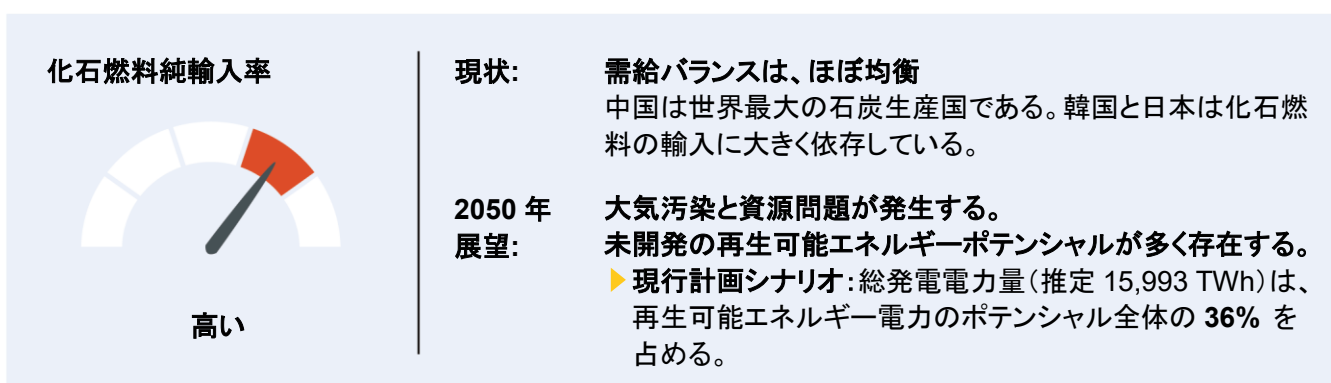 化石燃料純輸入率
高い
現状:
需給バランスは、ほぼ均衡
中国は世界最大の石炭生産国である。韓国と日本は化石燃
料の輸入に大きく依存している。
2050 年
展望:
大気汚染と資源問題が発生する。
未開発の再生可能エネルギーポテンシャルが多く存在する。
現行計画シナリオ：総発電電力量（推定 15,993 TWh）は、
再生可能エネルギー電力のポテンシャル全体の 36% を
占める。